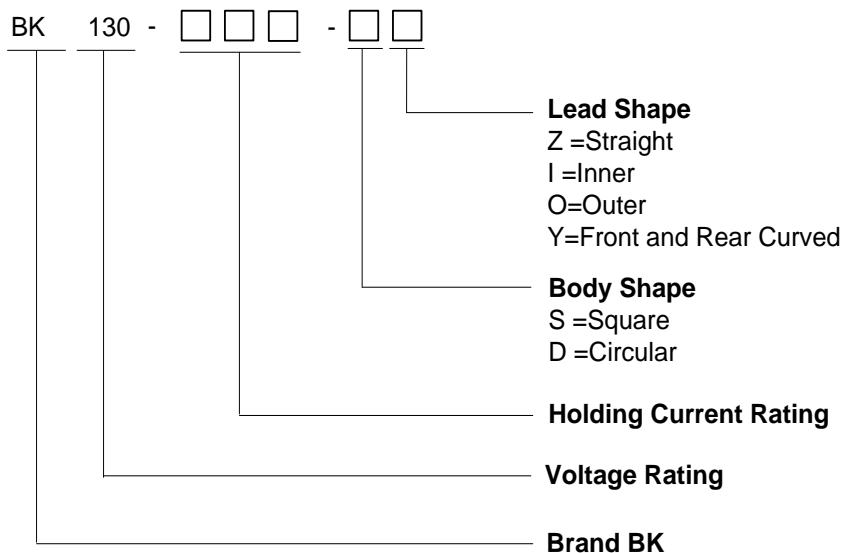 BK 130 - □□□ - □□
Lead Shape
Z =Straight
I =Inner
O=Outer
Y=Front and Rear Curved
Body Shape
S =Square
D =Circular
Holding Current Rating
Voltage Rating
Brand BK